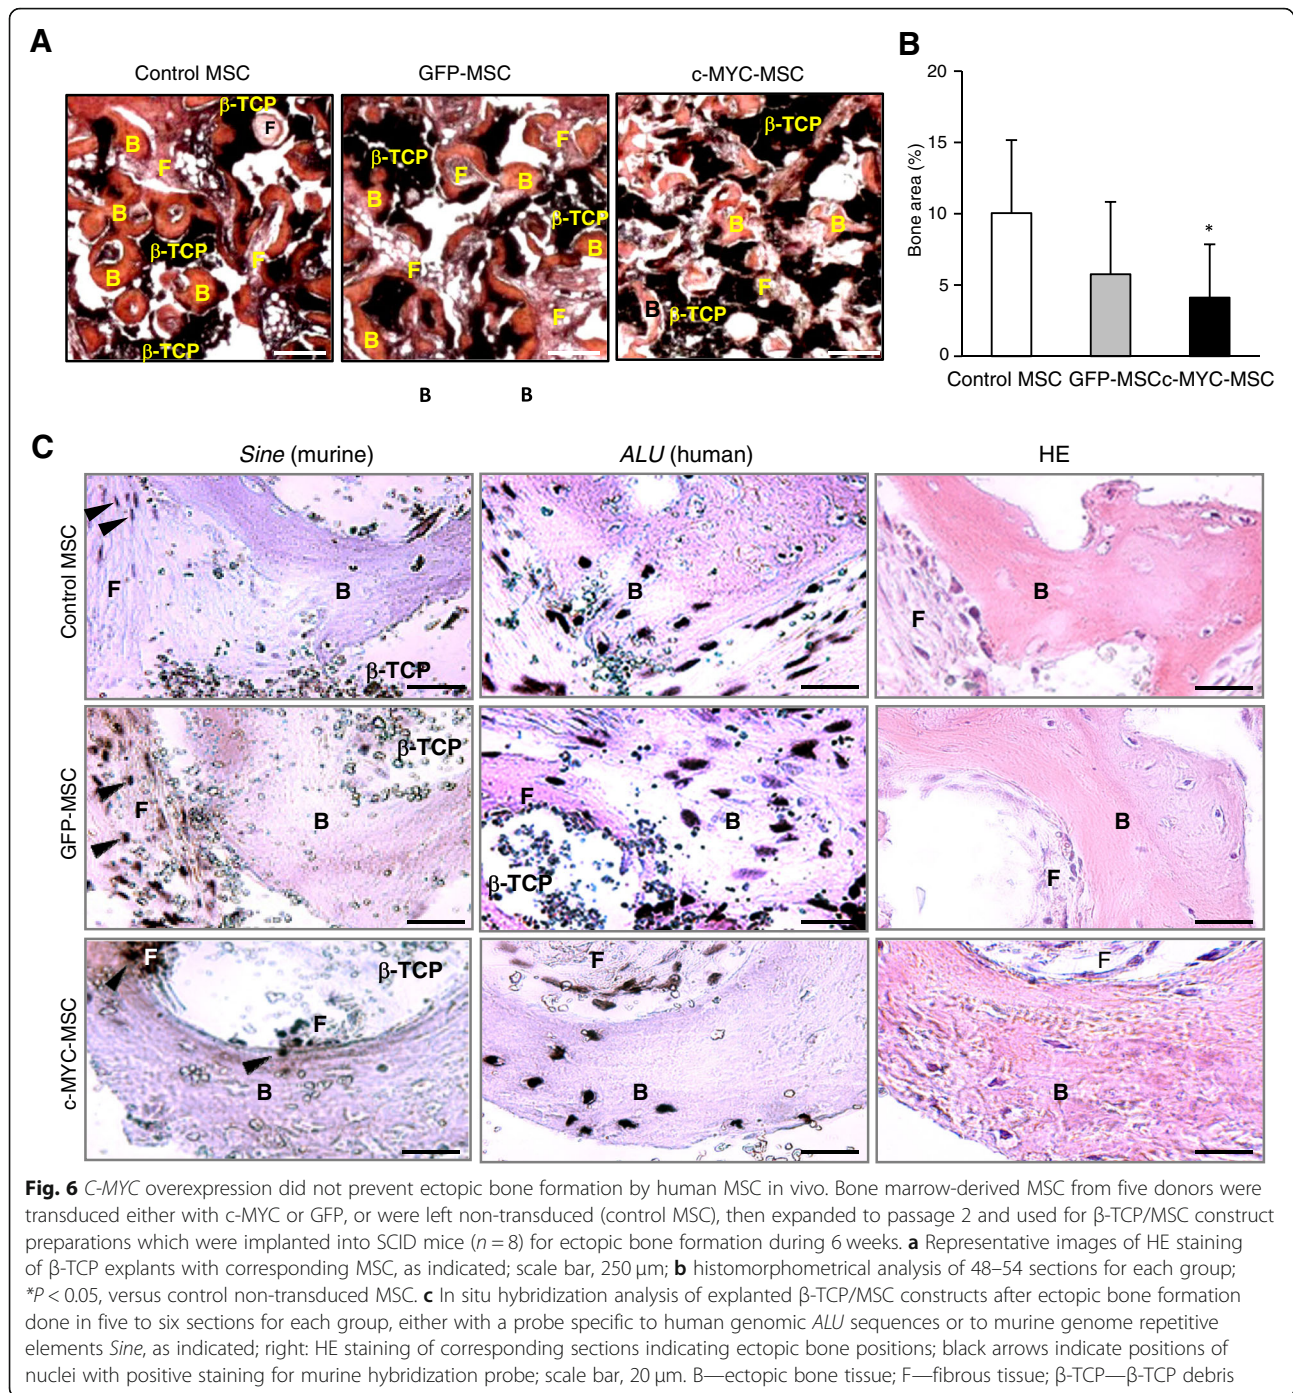 A
Control MSC
GFP-MSC
c-MYC-MSC
β-TCP
F
B
F
B
β-TCP
B
F
B
β-TCP
β-TCP
F
F
B
B
β-TCP
B
F
B
F
β-TCP
B
B
F
B
β-TCP
B
B
B
20
15
10
5
0
Bone area (%)
*
Control MSC
GFP-MSC
c-MYC-MSC
C
Sine (murine)
ALU (human)
HE
Control MSC
F
B
β-TCP
B
F
B
GFP-MSC
F
B
β-TCP
F
B
β-TCP
B
F
c-MYC-MSC
F
β-TCP
F
B
F
B
F
B
Fig. 6 C-MYC overexpression did not prevent ectopic bone formation by human MSC in vivo. Bone marrow-derived MSC from five donors were
transduced either with c-MYC or GFP, or were left non-transduced (control MSC), then expanded to passage 2 and used for β-TCP/MSC construct
preparations which were implanted into SCID mice (n = 8) for ectopic bone formation during 6 weeks. a Representative images of HE staining
of β-TCP explants with corresponding MSC, as indicated; scale bar, 250 μm; b histomorphometrical analysis of 48–54 sections for each group;
*P < 0.05, versus control non-transduced MSC. c In situ hybridization analysis of explanted β-TCP/MSC constructs after ectopic bone formation
done in five to six sections for each group, either with a probe specific to human genomic ALU sequences or to murine genome repetitive
elements Sine, as indicated; right: HE staining of corresponding sections indicating ectopic bone positions; black arrows indicate positions of
nuclei with positive staining for murine hybridization probe; scale bar, 20 μm. B—ectopic bone tissue; F—fibrous tissue; β-TCP—β-TCP debris